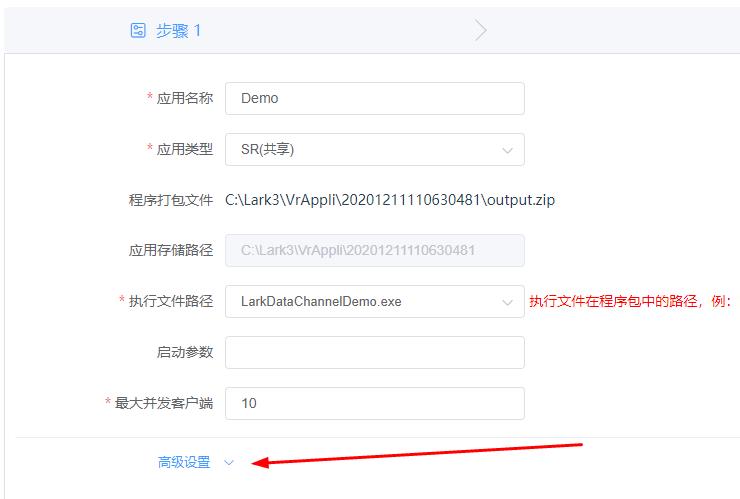 步骤 1
* 应用名称 Demo
* 应用类型 SR(共享)
程序打包文件 C:\Lark3\VrAppli\20201211110630481\output.zip
应用存储路径 C:\Lark3\VrAppli\20201211110630481
* 执行文件路径 LarkDataChannelDemo.exe 执行文件在程序包中的路径，例：
启动参数
* 最大并发客户端 10
高级设置